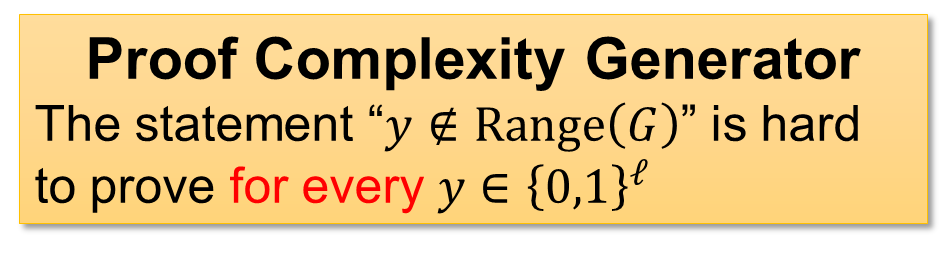 Proof Complexity Generator
The statement “𝑦 ∉ Range(𝐺)” is hard
to prove for every 𝑦 ∈ {0,1}^ℓ